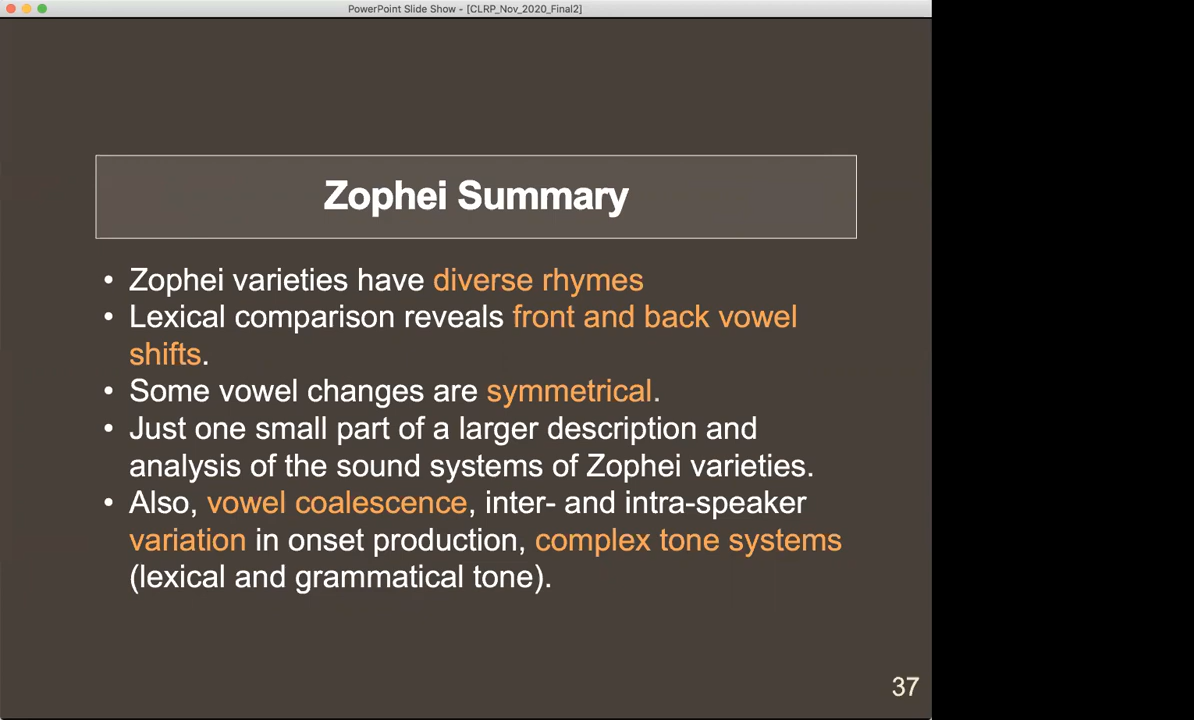 PowerPoint Slide Show - [CLRP_Nov_2020_Final2]
Zophei Summary
• Zophei varieties have diverse rhymes
• Lexical comparison reveals front and back vowel
shifts.
• Some vowel changes are symmetrical.
• Just one small part of a larger description and
analysis of the sound systems of Zophei varieties.
• Also, vowel coalescence, inter- and intra-speaker
variation in onset production, complex tone systems
(lexical and grammatical tone).
37